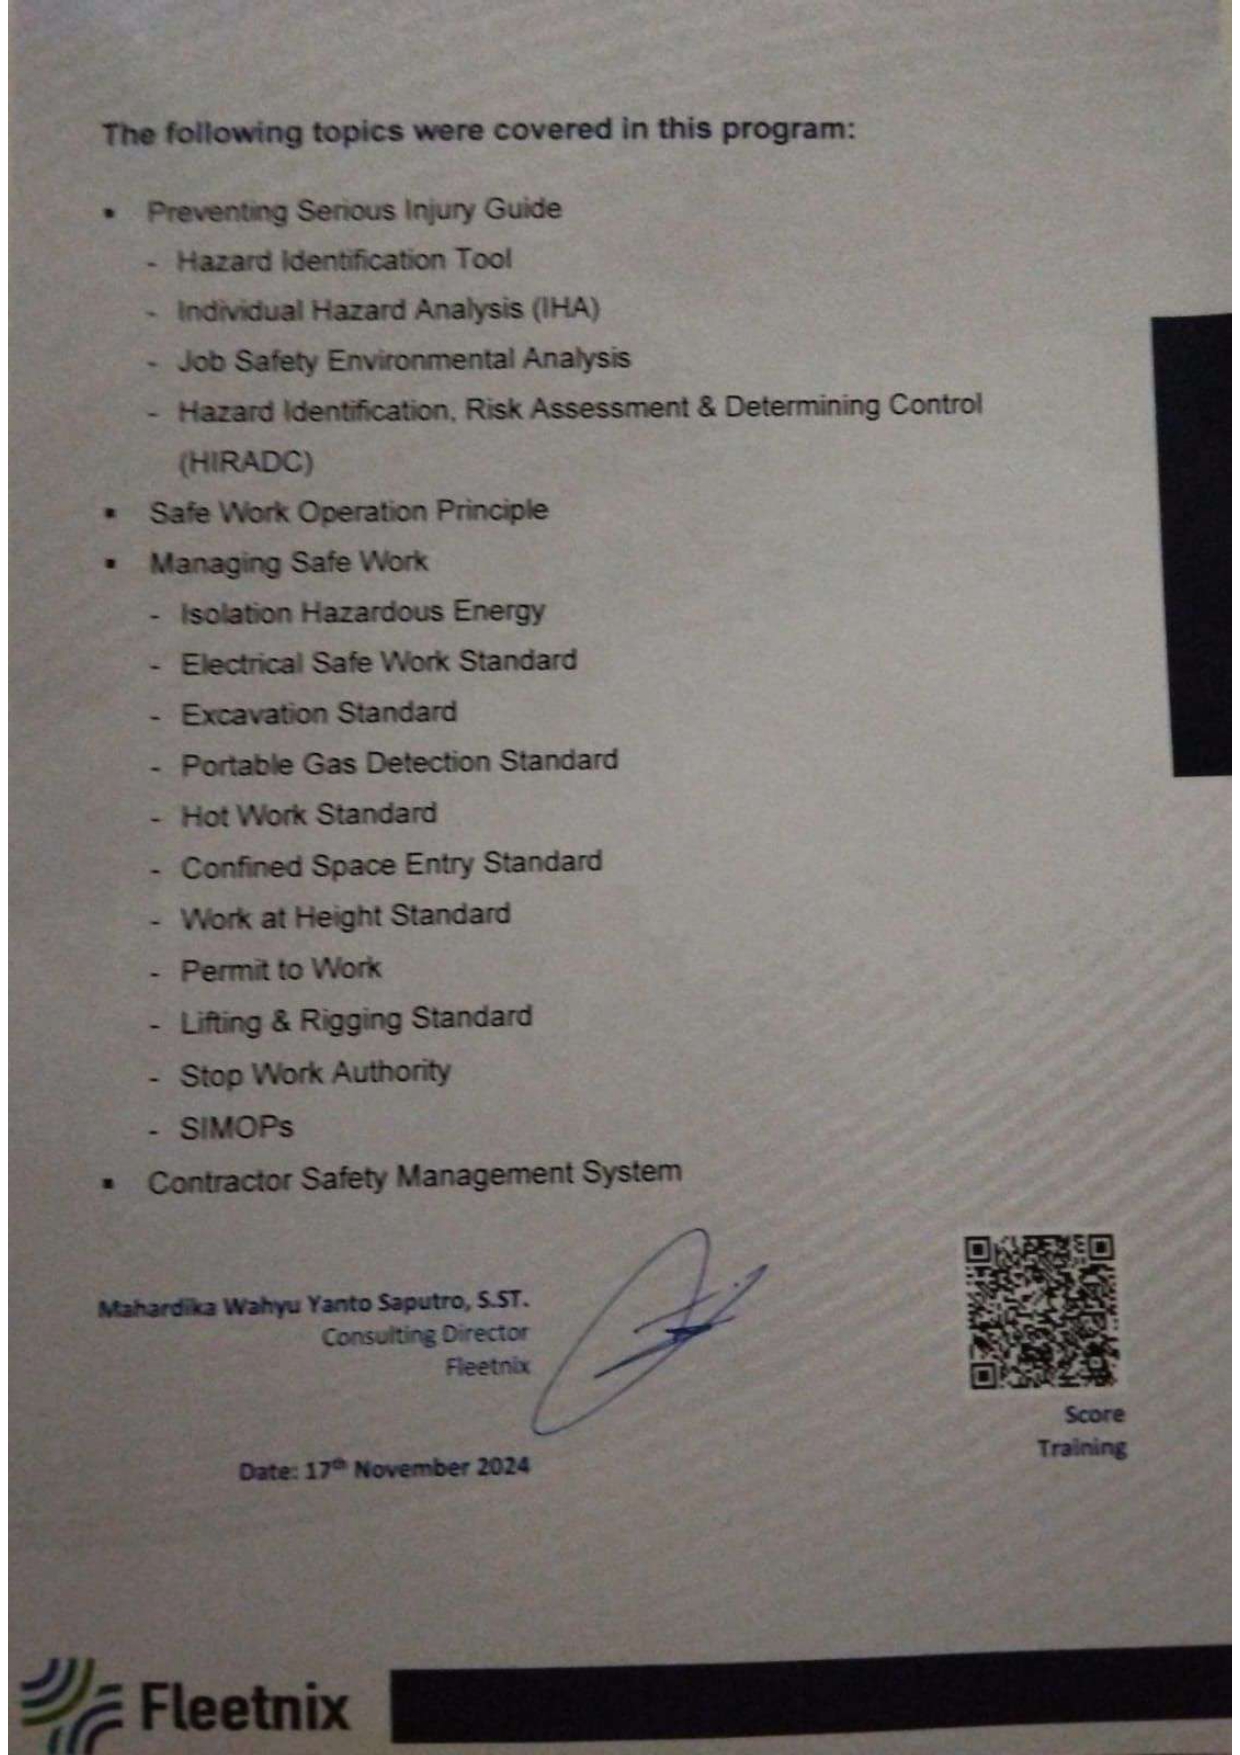 The following topics were covered in this program:
▪ Preventing Serious Injury Guide
- Hazard Identification Tool
- Individual Hazard Analysis (IHA)
- Job Safety Environmental Analysis
- Hazard Identification, Risk Assessment & Determining Control
(HIRADC)
▪ Safe Work Operation Principle
▪ Managing Safe Work
- Isolation Hazardous Energy
- Electrical Safe Work Standard
- Excavation Standard
- Portable Gas Detection Standard
- Hot Work Standard
- Confined Space Entry Standard
- Work at Height Standard
- Permit to Work
- Lifting & Rigging Standard
- Stop Work Authority
- SIMOPs
▪ Contractor Safety Management System
Mahardika Wahyu Yanto Saputro, S.ST.
Consulting Director
Fleetnix
Date: 17th November 2024
Score
Training
Fleetnix